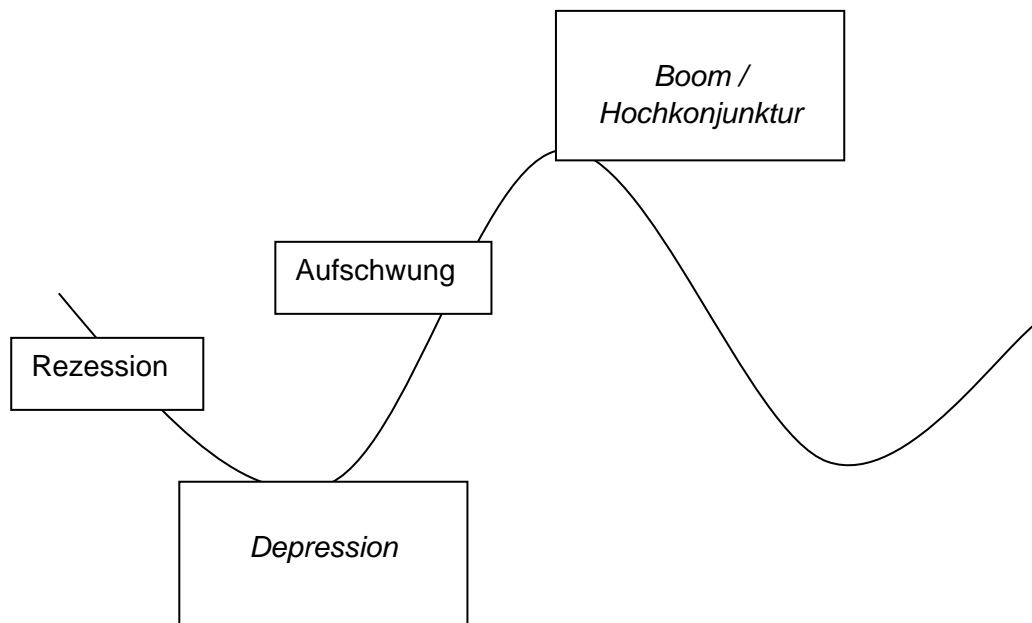 Boom /
Hochkonjunktur
Aufschwung
Rezession
Depression